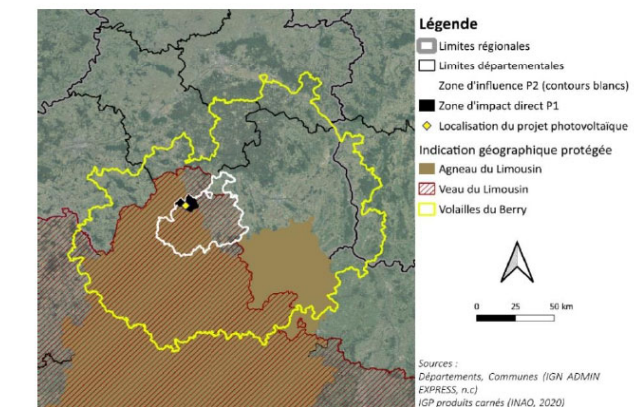 Légende
Limites régionales
Limites départementales
Zone d'influence P2 (contours blancs)
Zone d'impact direct P1
Localisation du projet photovoltaïque
Indication géographique protégée
Agneau du Limousin
Veau du Limousin
Volailles du Berry
0 25 50 km
Sources :
Départements, Communes (IGN ADMIN
EXPRESS, n.c)
IGP produits carnés (INAO, 2020)